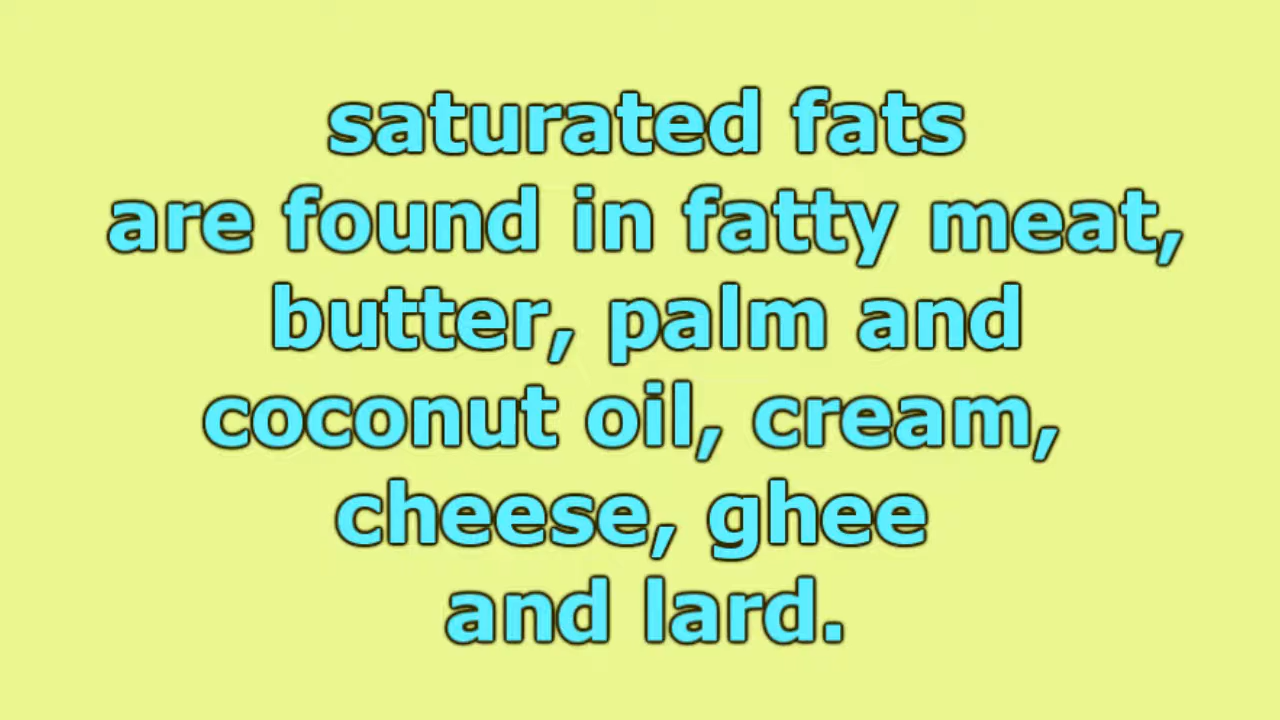 saturated fats
are found in fatty meat,
butter, palm and
coconut oil, cream,
cheese, ghee
and lard.